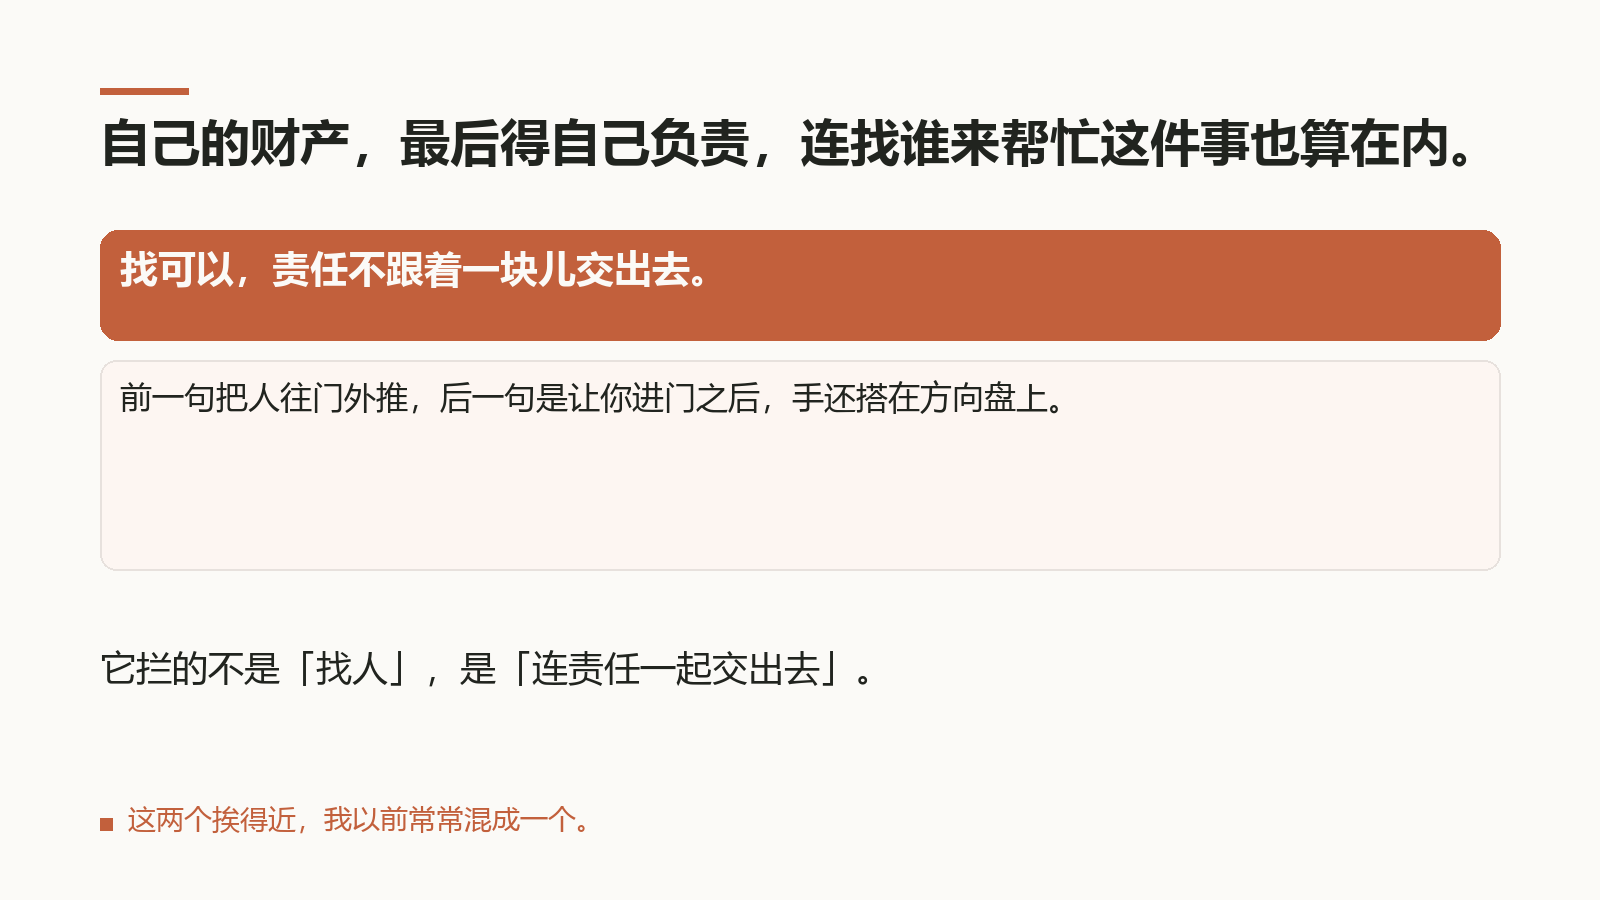 自己的财产，最后得自己负责，连找谁来帮忙这件事也算在内。
找可以，责任不跟着一块儿交出去。
前一句把人往门外推，后一句是让你进门之后，手还搭在方向盘上。
它拦的不是「找人」，是「连责任一起交出去」。
这两个挨得近，我以前常常混成一个。